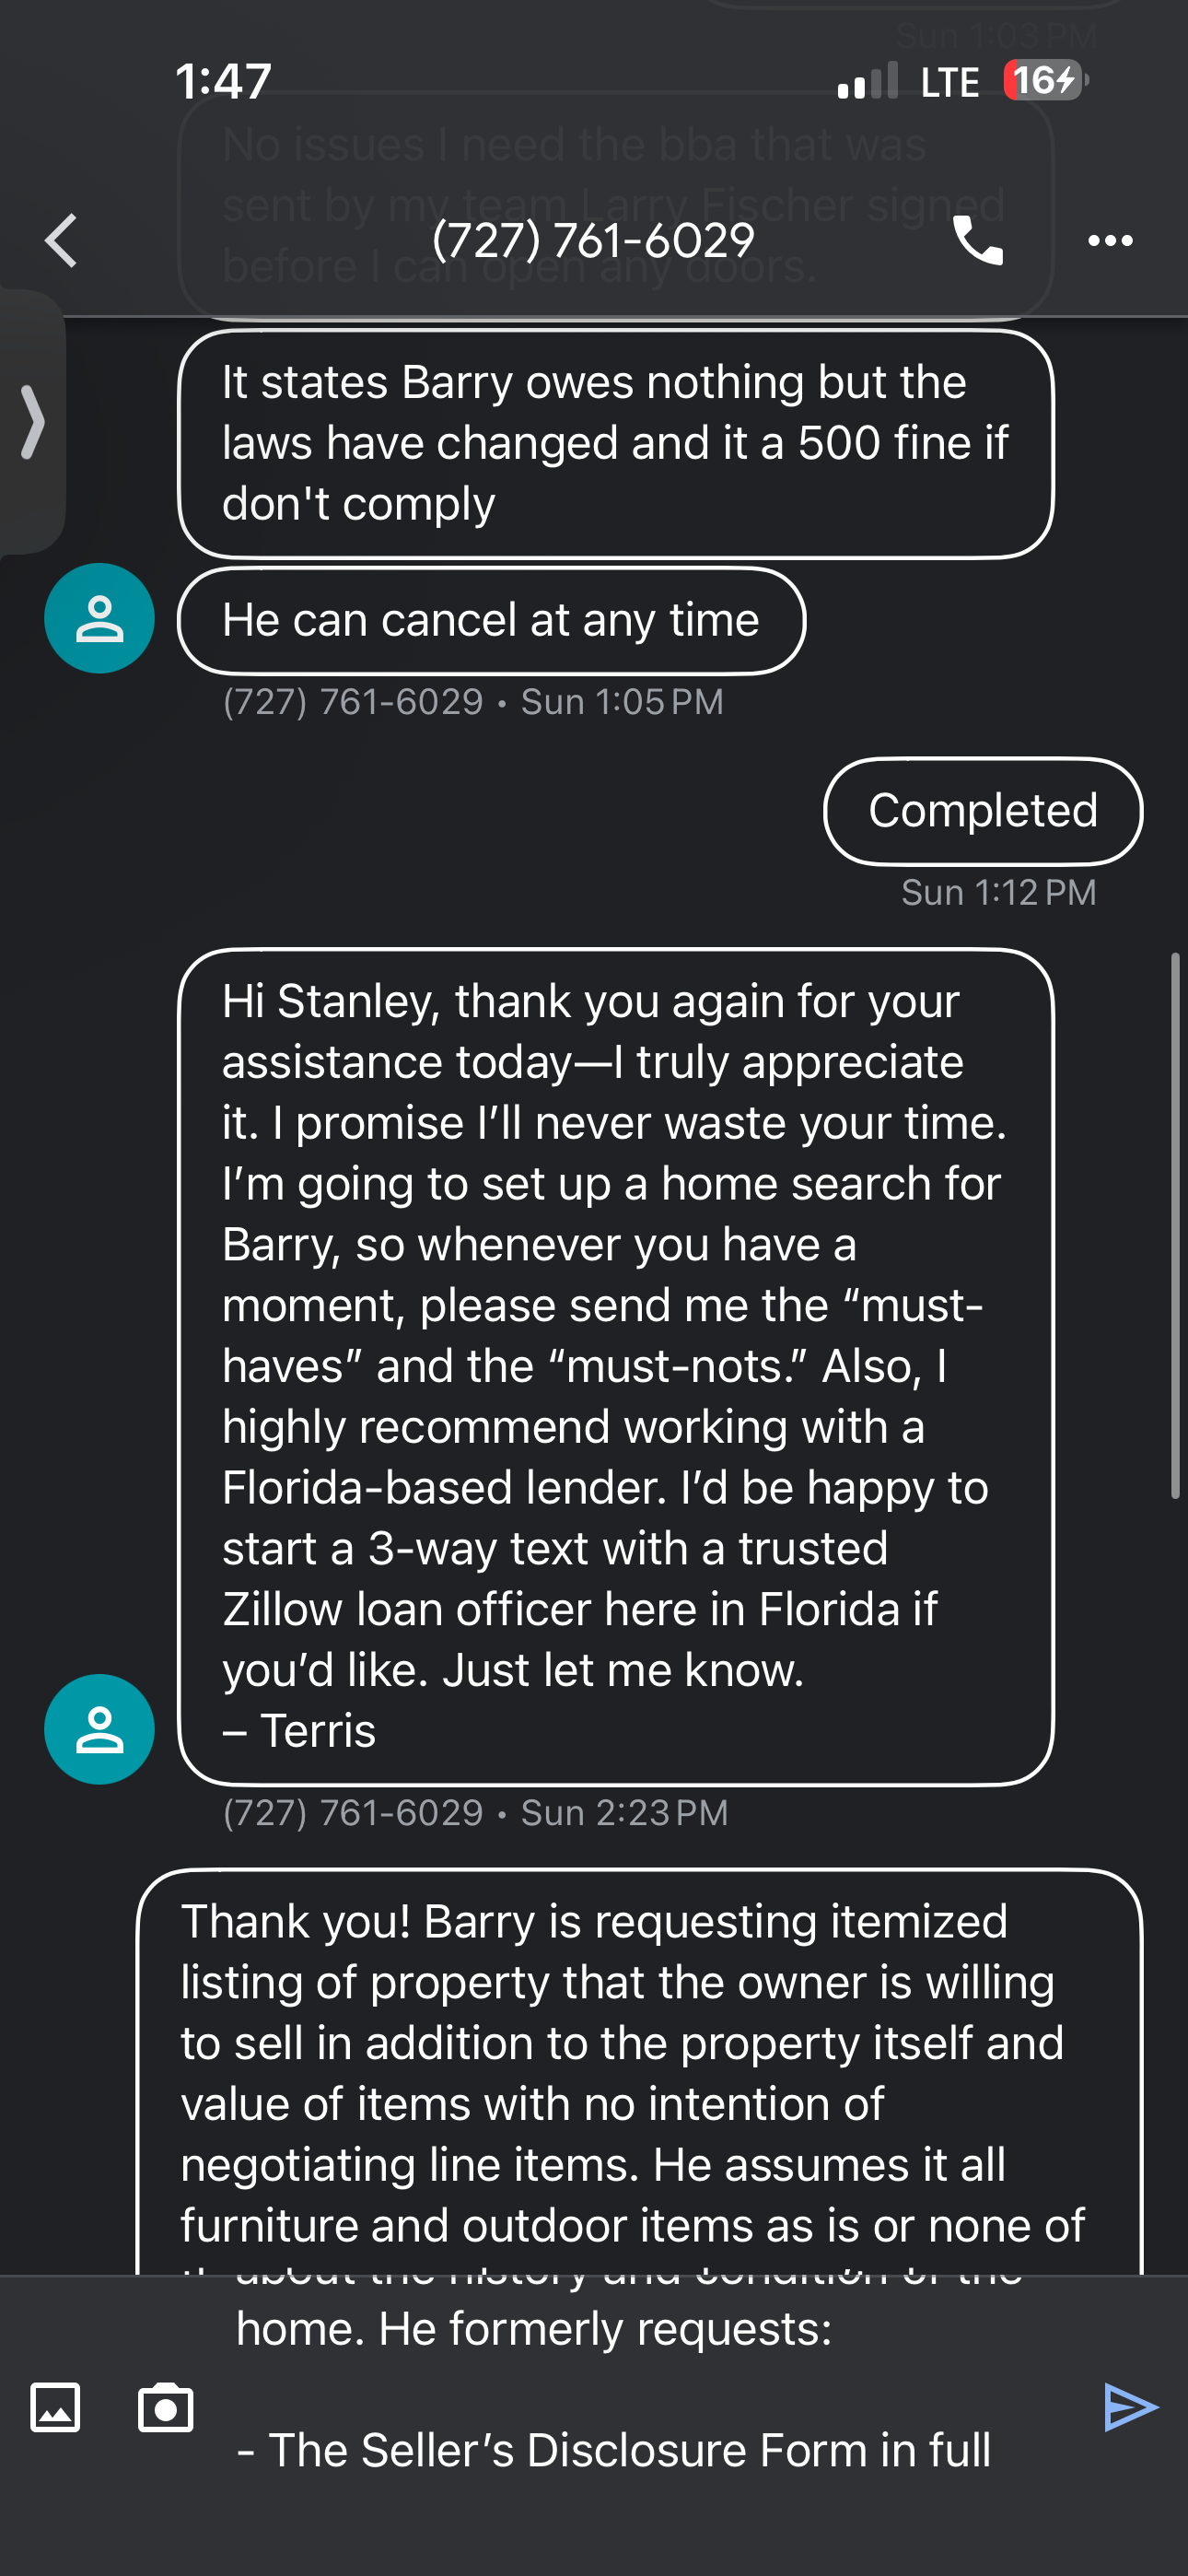 Sun 1:03 PM
1:47
LTE
16
No issues I need the bba that was
sent by my team Larry Fischer signed
before I can open any doors.
(727) 761-6029
It states Barry owes nothing but the
laws have changed and it a 500 fine if
don't comply
He can cancel at any time
(727) 761-6029 • Sun 1:05 PM
Completed
Sun 1:12 PM
Hi Stanley, thank you again for your
assistance today—I truly appreciate
it. I promise I’ll never waste your time.
I’m going to set up a home search for
Barry, so whenever you have a
moment, please send me the “must-
haves” and the “must-nots.” Also, I
highly recommend working with a
Florida-based lender. I’d be happy to
start a 3-way text with a trusted
Zillow loan officer here in Florida if
you’d like. Just let me know.
– Terris
(727) 761-6029 • Sun 2:23 PM
Thank you! Barry is requesting itemized
listing of property that the owner is willing
to sell in addition to the property itself and
value of items with no intention of
negotiating line items. He assumes it all
furniture and outdoor items as is or none of
about the history and condition of the
home. He formerly requests:
- The Seller’s Disclosure Form in full